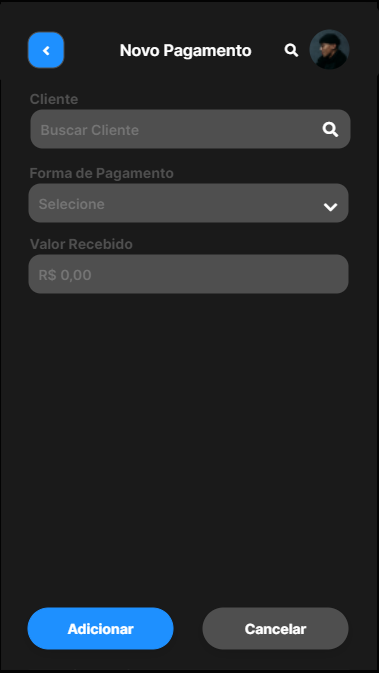 Novo Pagamento
Cliente
Buscar Cliente
Forma de Pagamento
Selecione
Valor Recebido
R$ 0,00
Adicionar
Cancelar